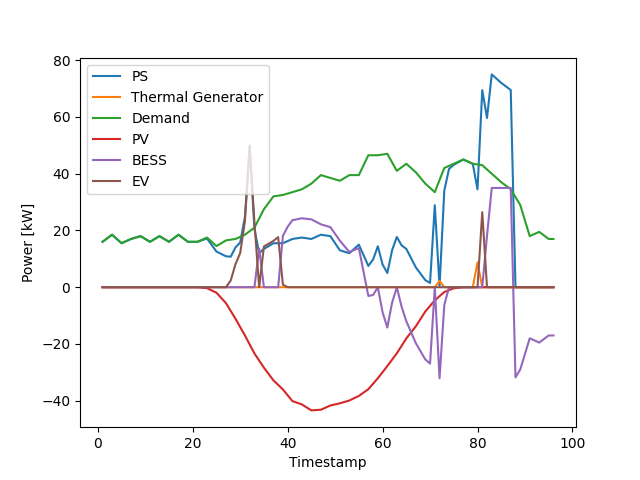 80
60
40
20
0
−20
−40
Power [kW]
PS
Thermal Generator
Demand
PV
BESS
EV
0
20
40
60
80
100
Timestamp